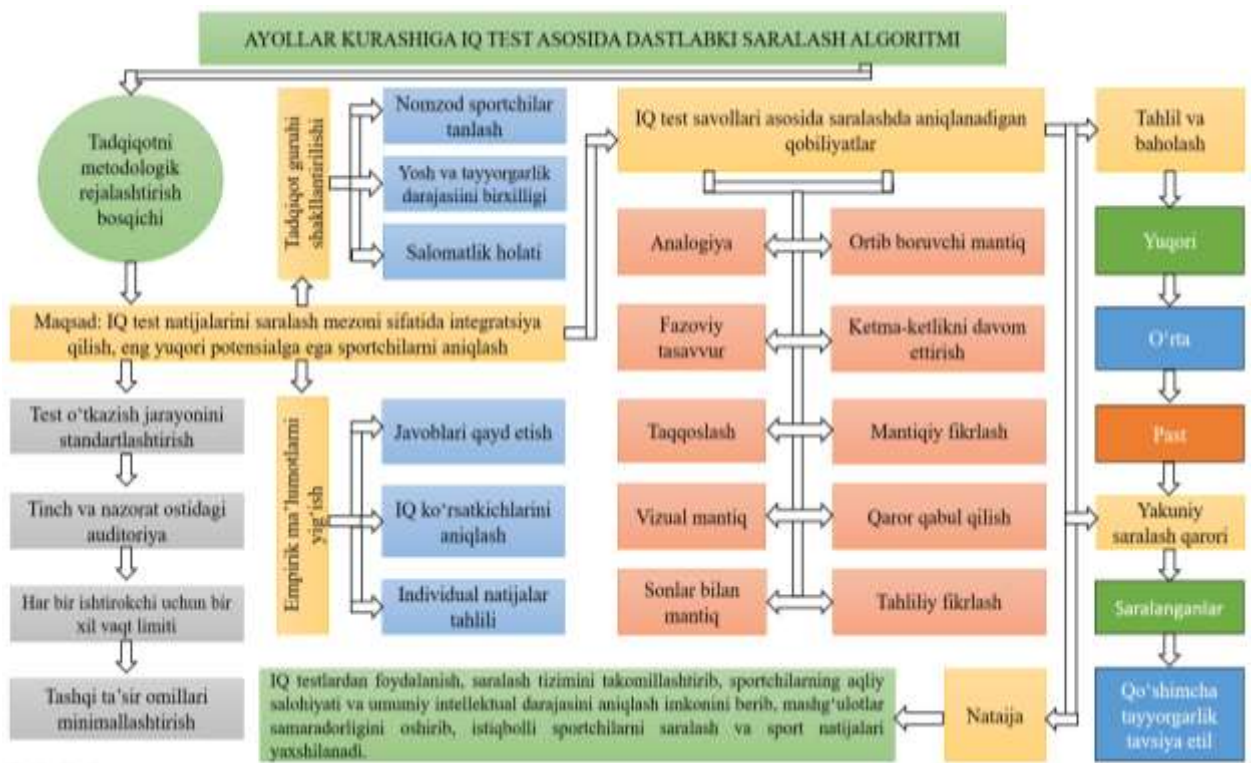 AYOLLAR KURASHIGA IQ TEST ASOSIDA DASTLABKI SARALASH ALGORITMI
Tadqiqotni
metodologik
rejalashtirish
bosqichi
Tadqiqot guruhi
shakllantirilishi
Nomzod sportchilar
tanlash
Yosh va tayyorgarlik
darajasiini birxilligi
Salomatlik holati
Maqsad: IQ test natijalarini saralash mezoni sifatida integratsiya
qilish, eng yuqori potensialga ega sportchilarni aniqlash
Test o‘tkazish jarayonini
standartlashtirish
Tinch va nazorat ostidagi
auditoriya
Har bir ishtirokchi uchun bir
xil vaqt limiti
Tashqi ta’sir omillari
minimallashtirish
Empirik ma’lumotlarni
yig‘ish
Javoblari qayd etish
IQ ko‘rsatkichlarini
aniqlash
Individual natijalar
tahlili
IQ test savollari asosida saralashda aniqlanadigan
qobiliyatlar
Analogiya
Ortib boruvchi mantiq
Fazoviy
tasavvur
Ketma-ketlikni davom
ettirish
Taqqoslash
Mantiqiy fikrlash
Vizual mantiq
Qaror qabul qilish
Sonlar bilan
mantiq
Tahliliy fikrlash
Tahlil va
baholash
Yuqori
O‘rta
Past
Yakuniy
saralash qarori
Saralanganlar
Qo‘shimcha
tayyorgarlik
tavsiya etil
Nataija
IQ testlardan foydalanish, saralash tizimini takomillashtirib, sportchilarning aqliy
salohiyati va umumiy intellektual darajasini aniqlash imkonini berib, mashg‘ulotlar
samaradorligini oshirib, istiqbolli sportchilarni saralash va sport natijalari
yaxshilanadi.